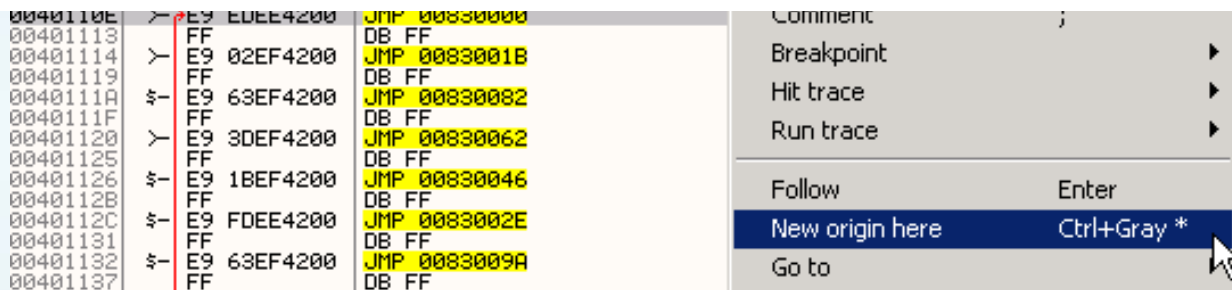 0040110E >- E9 EDEE4200 JMP 00830000
00401113 FF DB FF
00401114 >- E9 02EF4200 JMP 0083001B
00401119 FF DB FF
0040111A $- E9 63EF4200 JMP 00830082
0040111F FF DB FF
00401120 >- E9 3DEF4200 JMP 00830062
00401125 FF DB FF
00401126 $- E9 1BEF4200 JMP 00830046
0040112B FF DB FF
0040112C $- E9 FDEE4200 JMP 0083002E
00401131 FF DB FF
00401132 $- E9 63EF4200 JMP 0083009A
00401137 FF DB FF
Comment ;
Breakpoint
Hit trace
Run trace
Follow Enter
New origin here Ctrl+Gray *
Go to